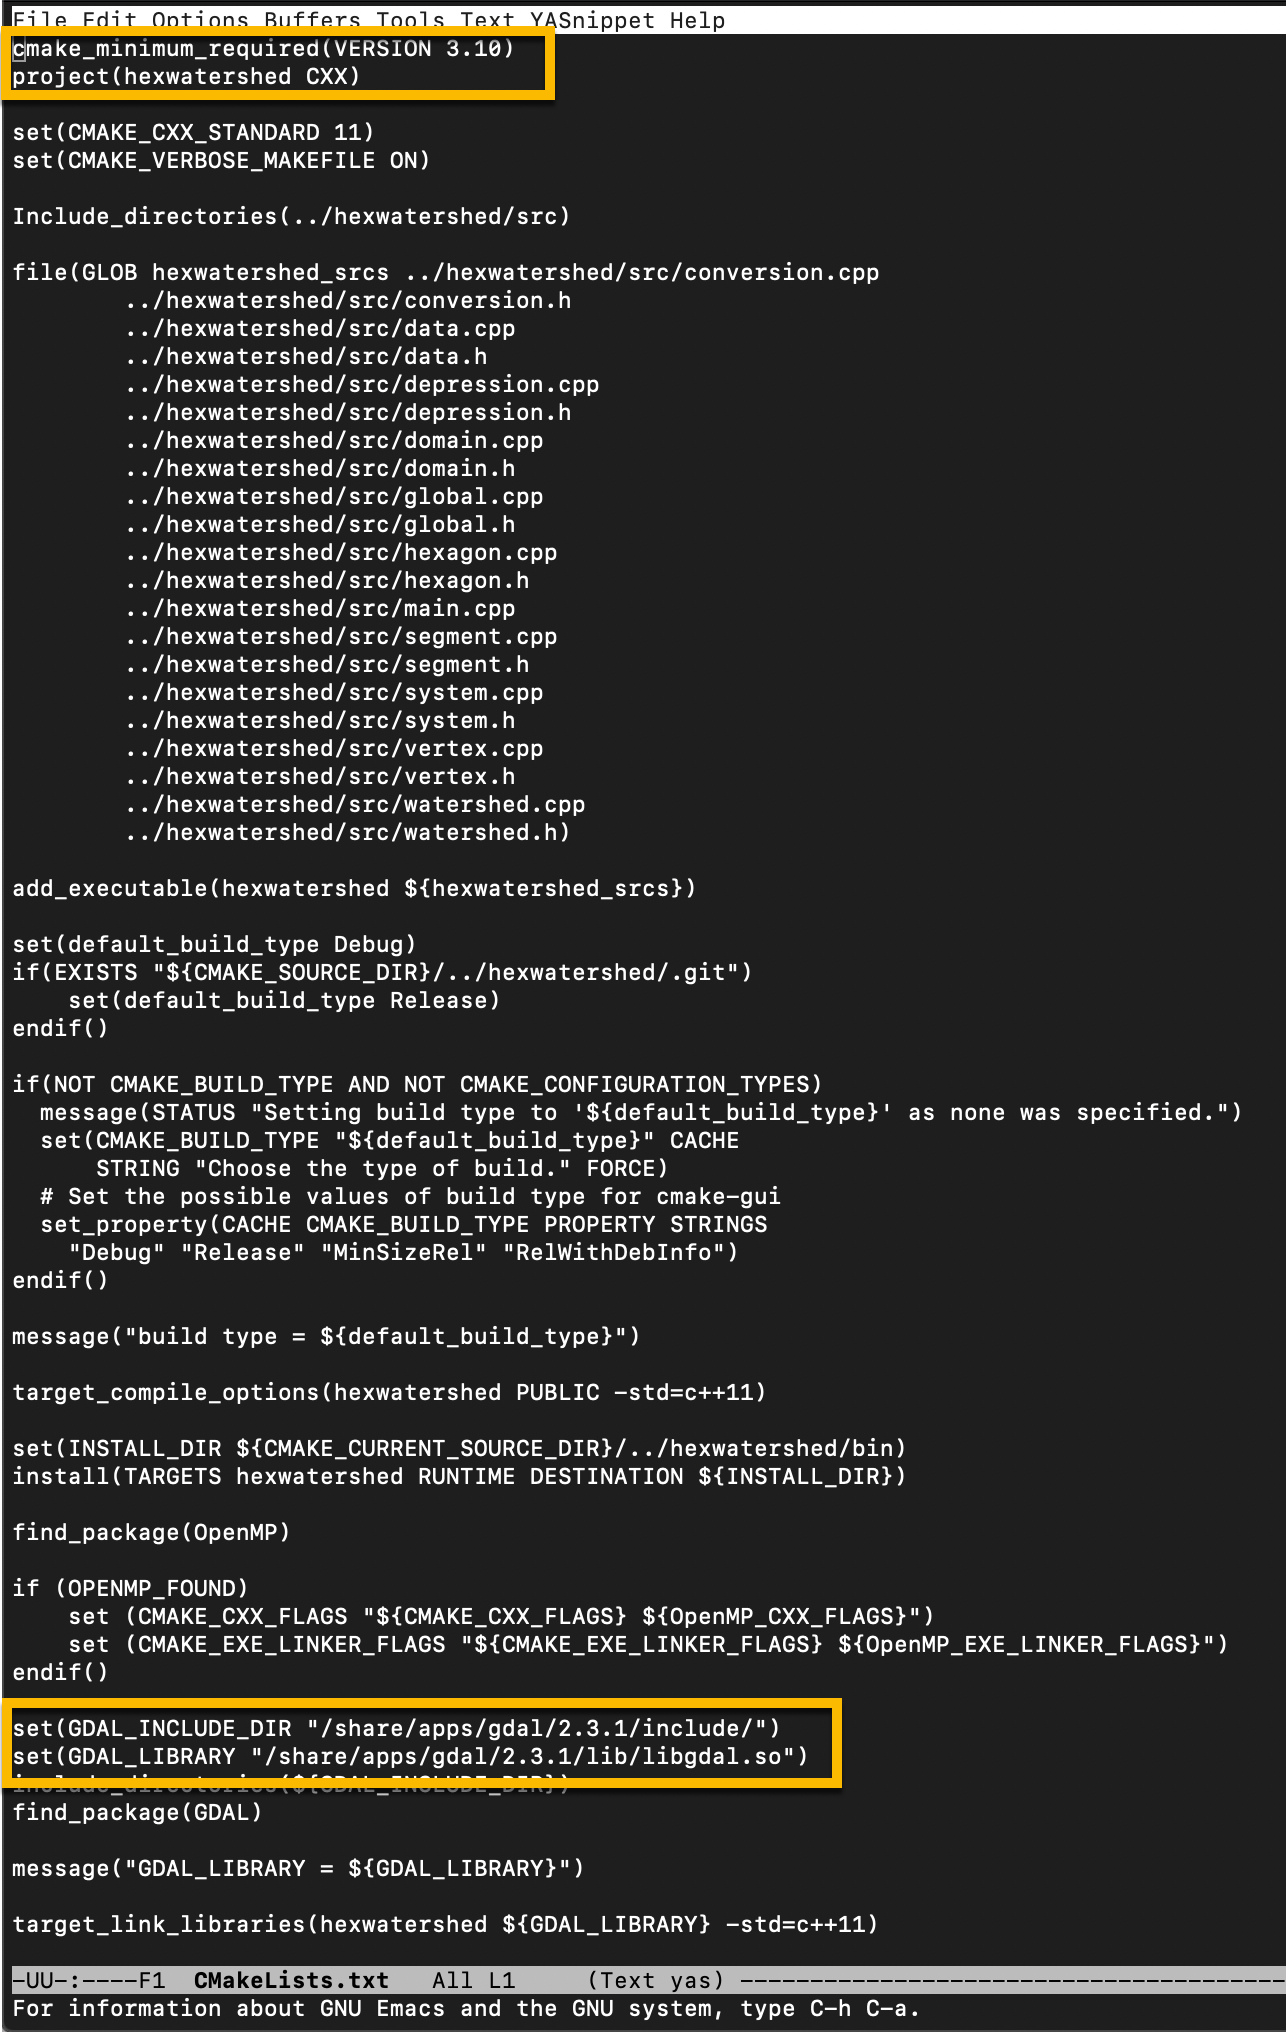 File Edit Options Buffers Tools Text YASnippet Help
cmake_minimum_required(VERSION 3.10)
project(hexwatershed CXX)

set(CMAKE_CXX_STANDARD 11)
set(CMAKE_VERBOSE_MAKEFILE ON)

Include_directories(../hexwatershed/src)

file(GLOB hexwatershed_srcs ../hexwatershed/src/conversion.cpp
        ../hexwatershed/src/conversion.h
        ../hexwatershed/src/data.cpp
        ../hexwatershed/src/data.h
        ../hexwatershed/src/depression.cpp
        ../hexwatershed/src/depression.h
        ../hexwatershed/src/domain.cpp
        ../hexwatershed/src/domain.h
        ../hexwatershed/src/global.cpp
        ../hexwatershed/src/global.h
        ../hexwatershed/src/hexagon.cpp
        ../hexwatershed/src/hexagon.h
        ../hexwatershed/src/main.cpp
        ../hexwatershed/src/segment.cpp
        ../hexwatershed/src/segment.h
        ../hexwatershed/src/system.cpp
        ../hexwatershed/src/system.h
        ../hexwatershed/src/vertex.cpp
        ../hexwatershed/src/vertex.h
        ../hexwatershed/src/watershed.cpp
        ../hexwatershed/src/watershed.h)

add_executable(hexwatershed ${hexwatershed_srcs})

set(default_build_type Debug)
if(EXISTS "${CMAKE_SOURCE_DIR}/../hexwatershed/.git")
    set(default_build_type Release)
endif()

if(NOT CMAKE_BUILD_TYPE AND NOT CMAKE_CONFIGURATION_TYPES)
  message(STATUS "Setting build type to '${default_build_type}' as none was specified.")
  set(CMAKE_BUILD_TYPE "${default_build_type}" CACHE
      STRING "Choose the type of build." FORCE)
  # Set the possible values of build type for cmake-gui
  set_property(CACHE CMAKE_BUILD_TYPE PROPERTY STRINGS
    "Debug" "Release" "MinSizeRel" "RelWithDebInfo")
endif()

message("build type = ${default_build_type}")

target_compile_options(hexwatershed PUBLIC -std=c++11)

set(INSTALL_DIR ${CMAKE_CURRENT_SOURCE_DIR}/../hexwatershed/bin)
install(TARGETS hexwatershed RUNTIME DESTINATION ${INSTALL_DIR})

find_package(OpenMP)

if (OPENMP_FOUND)
    set (CMAKE_CXX_FLAGS "${CMAKE_CXX_FLAGS} ${OpenMP_CXX_FLAGS}")
    set (CMAKE_EXE_LINKER_FLAGS "${CMAKE_EXE_LINKER_FLAGS} ${OpenMP_EXE_LINKER_FLAGS}")
endif()

set(GDAL_INCLUDE_DIR "/share/apps/gdal/2.3.1/include/")
set(GDAL_LIBRARY "/share/apps/gdal/2.3.1/lib/libgdal.so")
include_directories(${GDAL_INCLUDE_DIR})
find_package(GDAL)

message("GDAL_LIBRARY = ${GDAL_LIBRARY}")

target_link_libraries(hexwatershed ${GDAL_LIBRARY} -std=c++11)

-UU-:----F1  CMakeLists.txt   All L1     (Text yas) ---------------------------------------
For information about GNU Emacs and the GNU system, type C-h C-a.